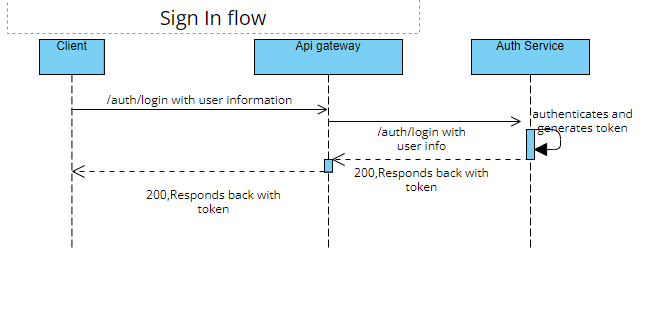 Sign In flow
Client
Api gateway
Auth Service
/auth/login with user information
authenticates and
generates token
/auth/login with
user info
200,Responds back with
token
200,Responds back with
token